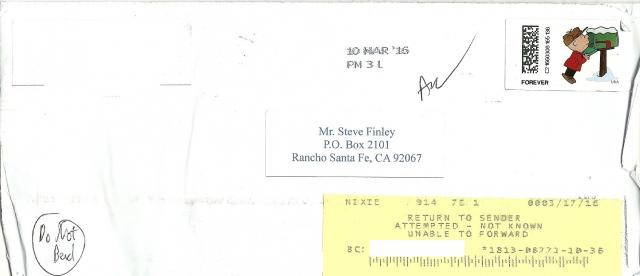 10 MAR '16
PM 3 L
FOREVER
USA
Mr. Steve Finley
P.O. Box 2101
Rancho Santa Fe, CA 92067
Do Not
Bend
NIXIE 914 7E 1 0003/17/16
RETURN TO SENDER
ATTEMPTED - NOT KNOWN
UNABLE TO FORWARD
BC: *1813-08771-10-36